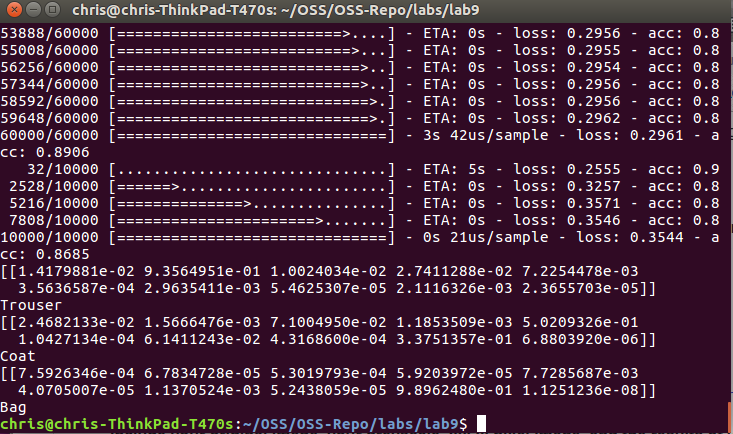 chris@chris-ThinkPad-T470s: ~/OSS/OSS-Repo/labs/lab9
53888/60000 [==========================>....] - ETA: 0s - loss: 0.2956 - acc: 0.8
55008/60000 [===========================>...] - ETA: 0s - loss: 0.2955 - acc: 0.8
56256/60000 [============================>..] - ETA: 0s - loss: 0.2954 - acc: 0.8
57344/60000 [============================>..] - ETA: 0s - loss: 0.2956 - acc: 0.8
58592/60000 [=============================>.] - ETA: 0s - loss: 0.2956 - acc: 0.8
59648/60000 [=============================>.] - ETA: 0s - loss: 0.2962 - acc: 0.8
60000/60000 [==============================] - 3s 42us/sample - loss: 0.2961 - a
cc: 0.8906
   32/10000 [..............................] - ETA: 5s - loss: 0.2555 - acc: 0.9
 2528/10000 [======>.......................] - ETA: 0s - loss: 0.3257 - acc: 0.8
 5216/10000 [==============>...............] - ETA: 0s - loss: 0.3571 - acc: 0.8
 7808/10000 [======================>.......] - ETA: 0s - loss: 0.3546 - acc: 0.8
10000/10000 [==============================] - 0s 21us/sample - loss: 0.3544 - a
cc: 0.8685
[[1.4179881e-02 9.3564951e-01 1.0024034e-02 2.7411288e-02 7.2254478e-03
  3.5636587e-04 2.9635411e-03 5.4625307e-05 2.1116326e-03 2.3655703e-05]]
Trouser
[[2.4682133e-02 1.5666476e-03 7.1004950e-02 1.1853509e-03 5.0209326e-01
  1.0427134e-04 6.1411243e-02 4.3168600e-04 3.3751357e-01 6.8803920e-06]]
Coat
[[7.5926346e-04 6.7834728e-05 5.3019793e-04 5.9203972e-05 7.7285687e-03
  4.0705007e-05 1.1370524e-03 5.2438059e-05 9.8962480e-01 1.1251236e-08]]
Bag
chris@chris-ThinkPad-T470s:~/OSS/OSS-Repo/labs/lab9$